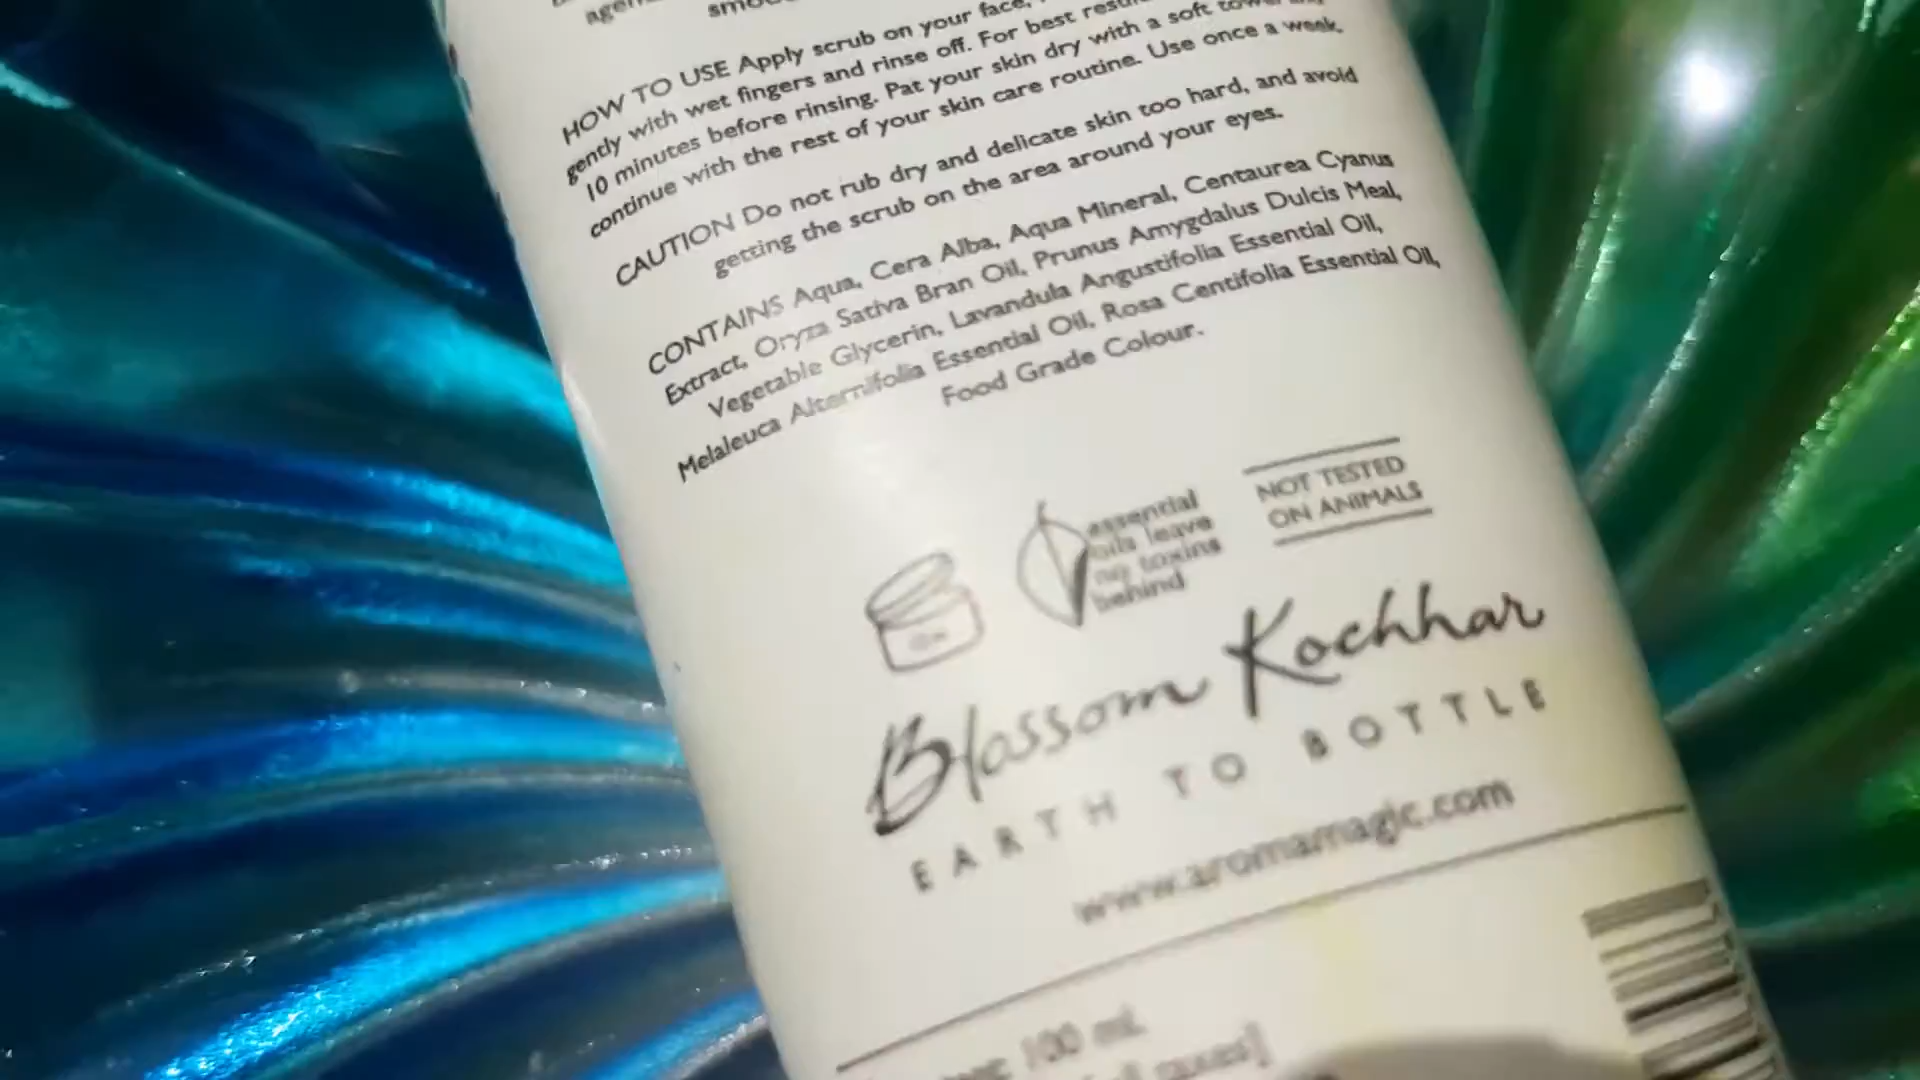 smoo
HOW TO USE Apply scrub on your face,
gently with wet fingers and rinse off. For best
10 minutes before rinsing. Pat your skin dry with a soft
continue with the rest of your skin care routine. Use once a week.
CAUTION Do not rub dry and delicate skin too hard, and avoid
getting the scrub on the area around your eyes.
CONTAINS Aqua, Cera Alba, Aqua Mineral, Centaurea Cyanus
Extract, Oryza Sativa Bran Oil, Prunus Amygdalus Dulcis Meal,
Vegetable Glycerin, Lavandula Angustifolia Essential Oil,
Melaleuca Alternifolia Essential Oil, Rosa Centifolia Essential Oil,
Food Grade Colour.
essential
oils leave
no toxins
behind
NOT TESTED
ON ANIMALS
Blossom Kochhar
EARTH TO BOTTLE
www.aromamagic.com
100 ml